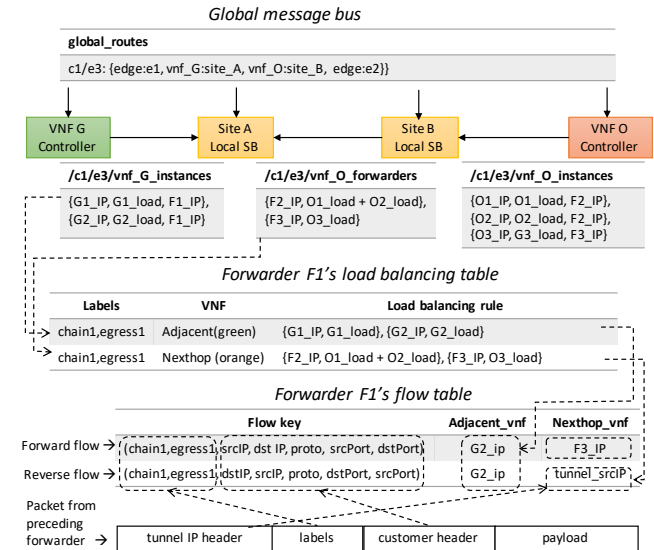 Global message bus
global_routes
c1/e3: {edge:e1, vnf_G:site_A, vnf_O:site_B, edge:e2}}
VNF G Controller
Site A Local SB
Site B Local SB
VNF O Controller
/c1/e3/vnf_G_instances
{G1_IP, G1_load, F1_IP},
{G2_IP, G2_load, F1_IP}
/c1/e3/vnf_O_forwarders
{F2_IP, O1_load + O2_load},
{F3_IP, O3_load}
/c1/e3/vnf_O_instances
{O1_IP, O1_load, F2_IP},
{O2_IP, O2_load, F2_IP},
{O3_IP, G3_load, F3_IP}
Forwarder F1's load balancing table
Labels VNF Load balancing rule
chain1,egress1 Adjacent(green) {G1_IP, G1_load}, {G2_IP, G2_load}
chain1,egress1 Nexthop (orange) {F2_IP, O1_load + O2_load}, {F3_IP, O3_load}
Forwarder F1's flow table
Flow key Adjacent_vnf Nexthop_vnf
Forward flow (chain1,egress1, srcIP, dst IP, proto, srcPort, dstPort) G2_ip F3_IP
Reverse flow (chain1,egress1, dstIP, srcIP, proto, dstPort, srcPort) G2_ip tunnel_srcIP
Packet from
preceding
forwarder
tunnel IP header labels customer header payload